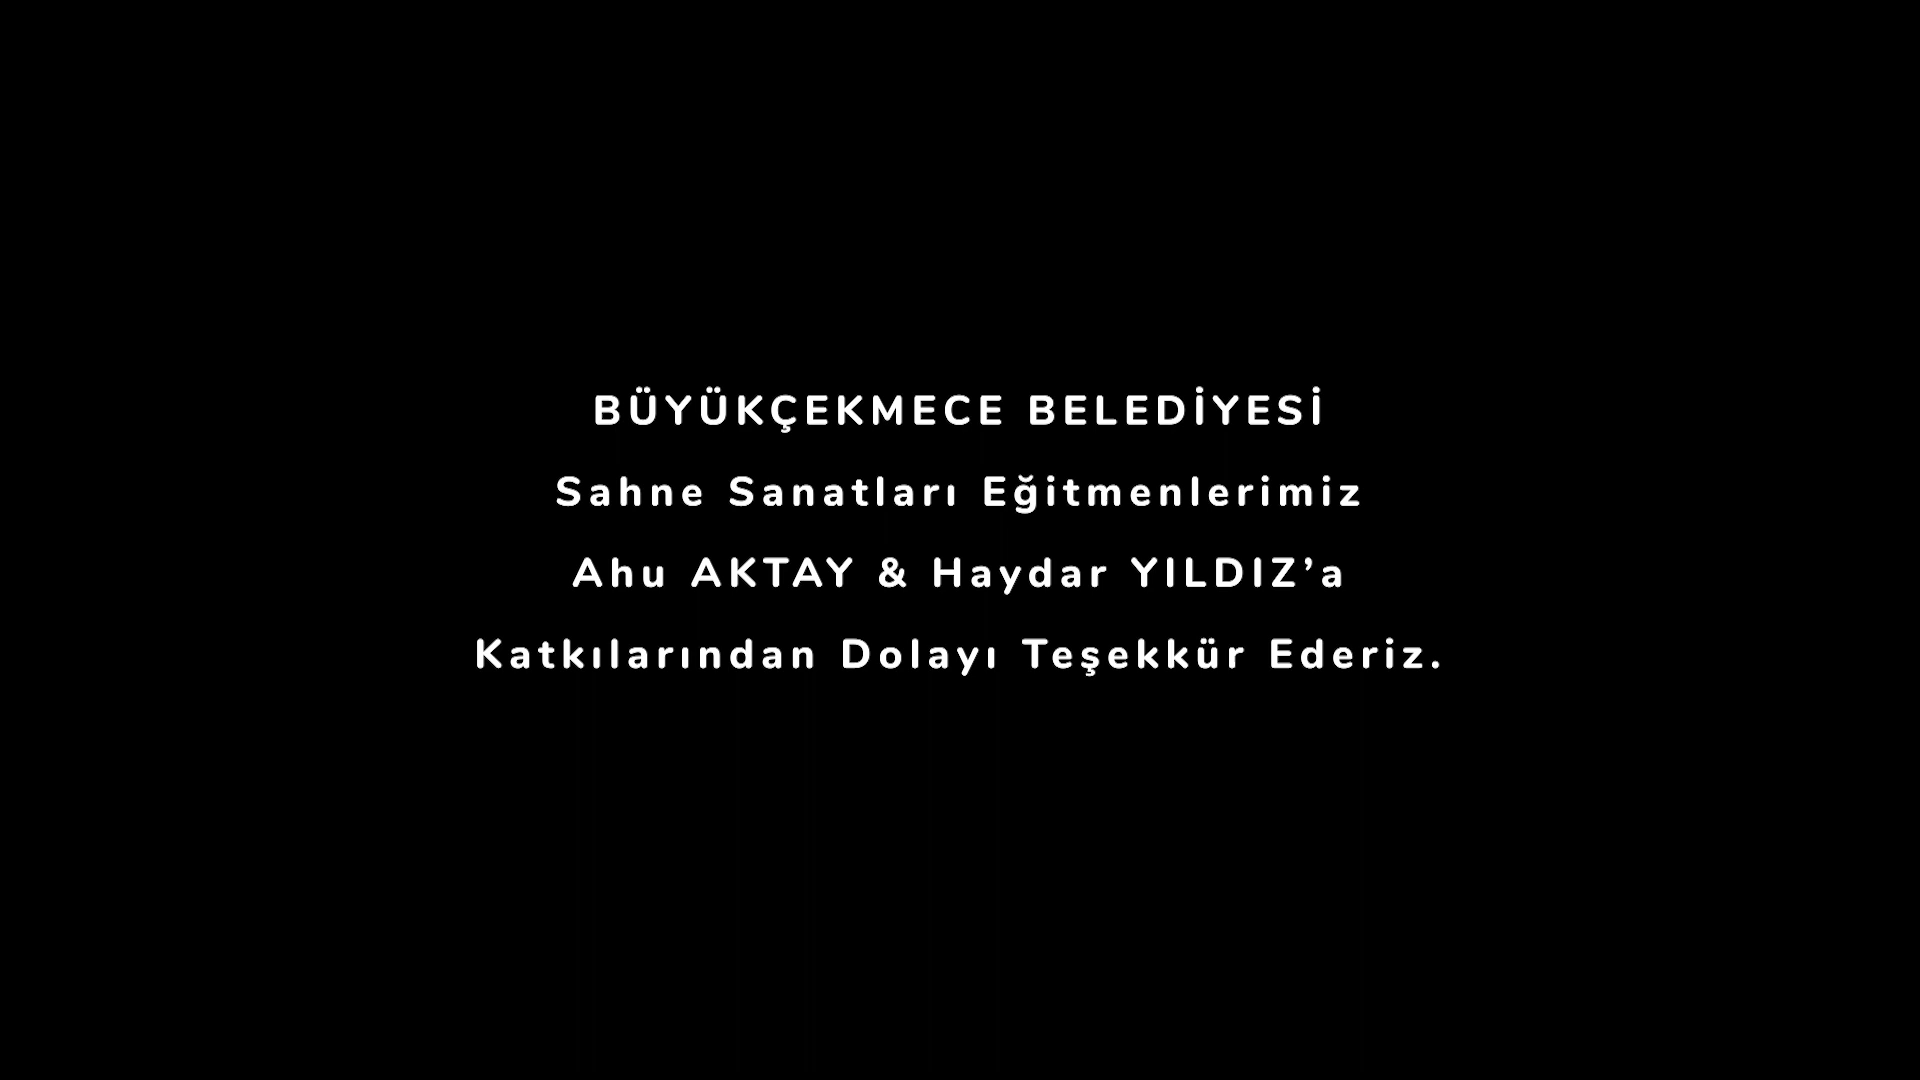 BÜYÜKÇEKMECE BELEDİYESİ
Sahne Sanatları Eğitmenlerimiz
Ahu AKTAY & Haydar YILDIZ’a
Katkılarından Dolayı Teşekkür Ederiz.